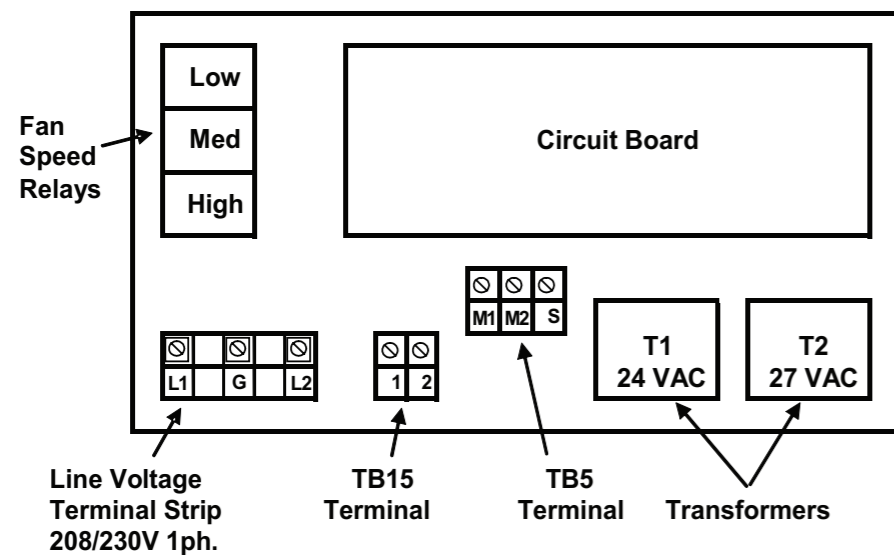 Low
Fan
Speed
Relays
Med
High
Circuit Board
M1 M2 S
L1 G L2
1 2
T1
24 VAC
T2
27 VAC
Line Voltage
Terminal Strip
208/230V 1ph.
TB15
Terminal
TB5
Terminal
Transformers